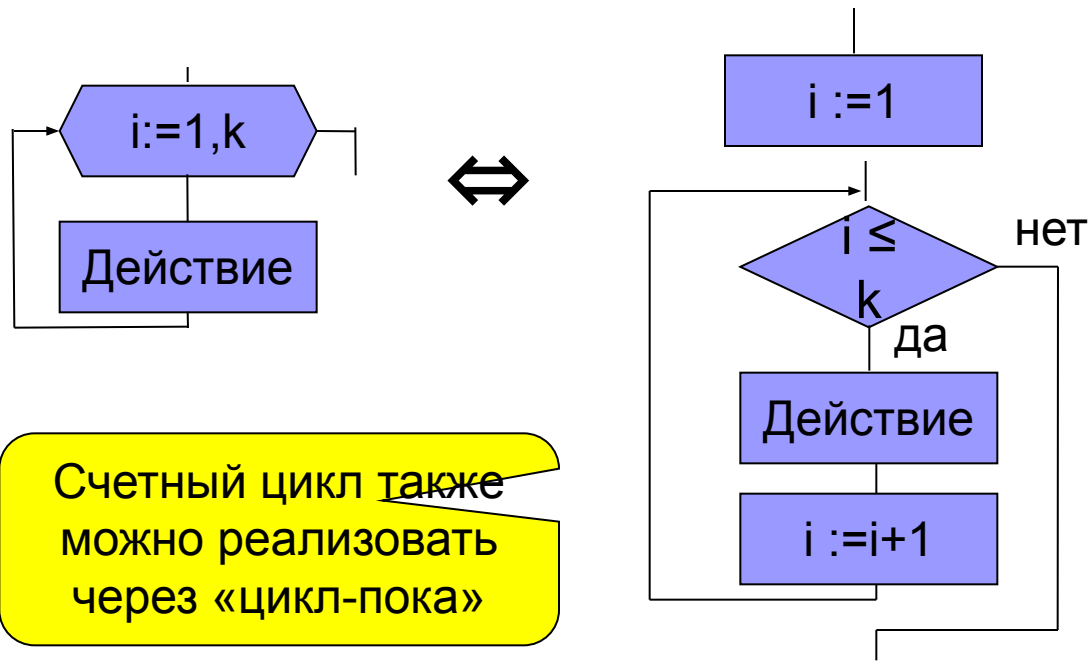 i:=1,k
Действие
⇔
i :=1
i ≤
k
нет
да
Действие
i :=i+1
Счетный цикл также
можно реализовать
через «цикл-пока»